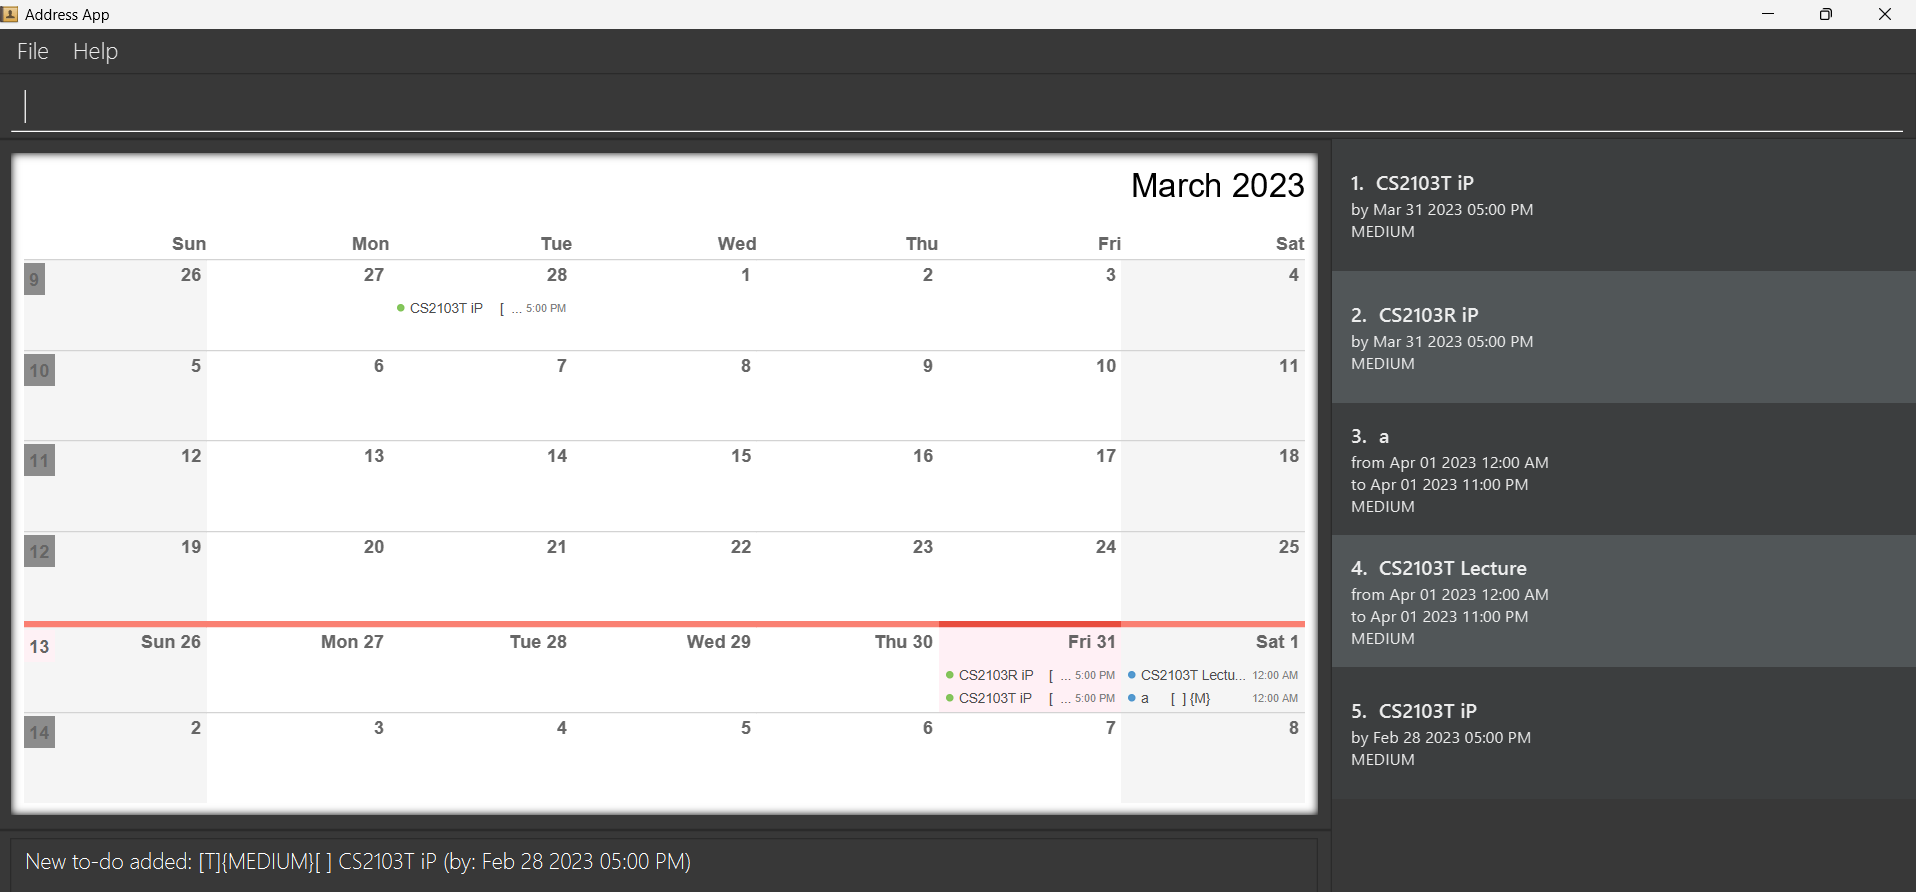 Address App
File Help
March 2023
Sun Mon Tue Wed Thu Fri Sat
9 26 27 28 1 2 3 4
CS2103T iP [ ... 5:00 PM
10 5 6 7 8 9 10 11
11 12 13 14 15 16 17 18
12 19 20 21 22 23 24 25
13 Sun 26 Mon 27 Tue 28 Wed 29 Thu 30 Fri 31 Sat 1
CS2103R iP [ ... 5:00 PM CS2103T Lectu... 12:00 AM
CS2103T iP [ ... 5:00 PM a [ ] {M} 12:00 AM
14 2 3 4 5 6 7 8
1. CS2103T iP
by Mar 31 2023 05:00 PM
MEDIUM
2. CS2103R iP
by Mar 31 2023 05:00 PM
MEDIUM
3. a
from Apr 01 2023 12:00 AM
to Apr 01 2023 11:00 PM
MEDIUM
4. CS2103T Lecture
from Apr 01 2023 12:00 AM
to Apr 01 2023 11:00 PM
MEDIUM
5. CS2103T iP
by Feb 28 2023 05:00 PM
MEDIUM
New to-do added: [T]{MEDIUM}[ ] CS2103T iP (by: Feb 28 2023 05:00 PM)